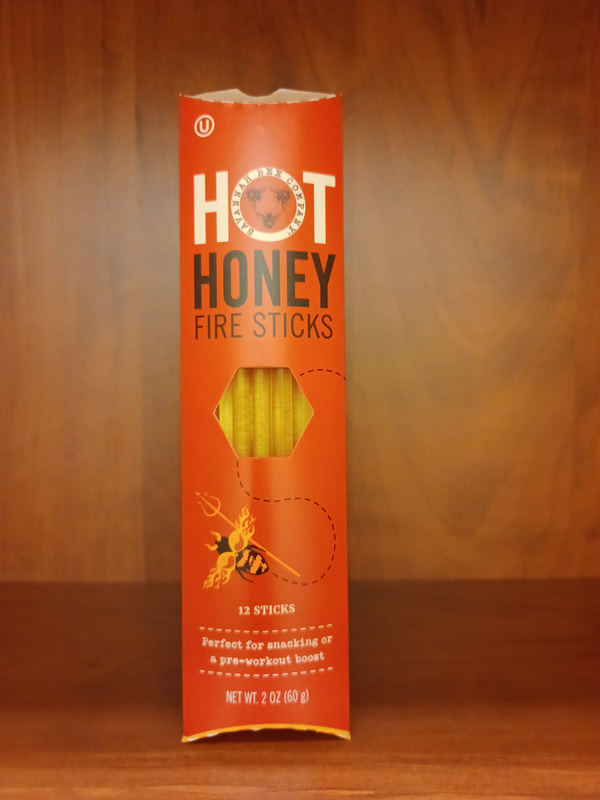 U
HOT
SAVANNAH BEE COMPANY
HONEY
FIRE STICKS
12 STICKS
Perfect for snacking or
a pre-workout boost
NET WT. 2 OZ (60 g)